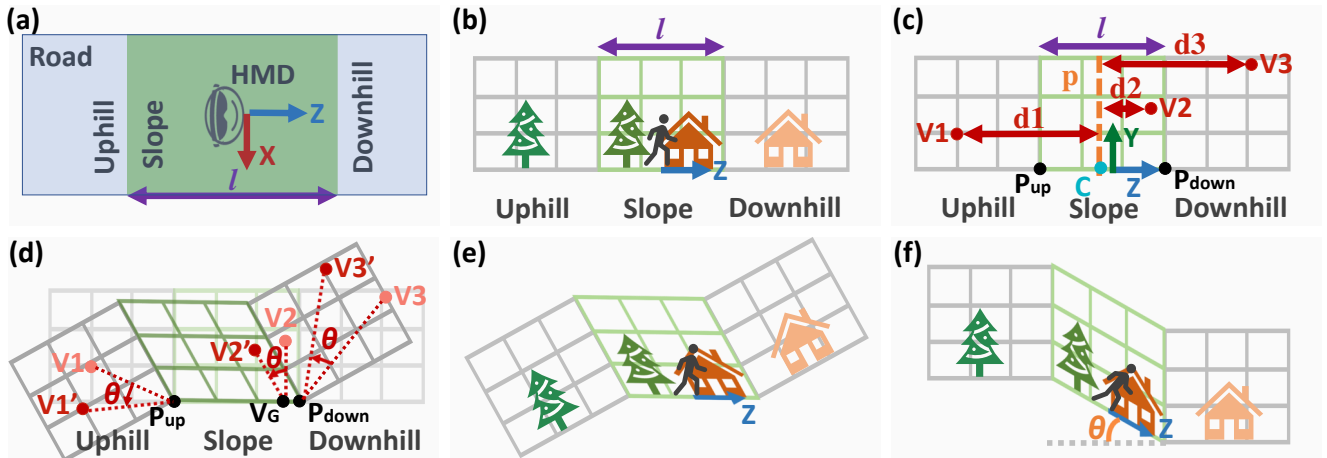 (a)
Road
Uphill
Slope
HMD
Z
X
Downhill
l
(b)
l
Z
Uphill Slope Downhill
(c)
l
d3
p
V3
d2
V2
V1
d1
Y
Pup
C
Z
Pdown
Uphill Slope Downhill
(d)
V3'
V3
V2
V2'
θ
θ
V1
θ
V1'
Pup
VG
Pdown
Uphill Slope Downhill
(e)
Z
(f)
θ
Z